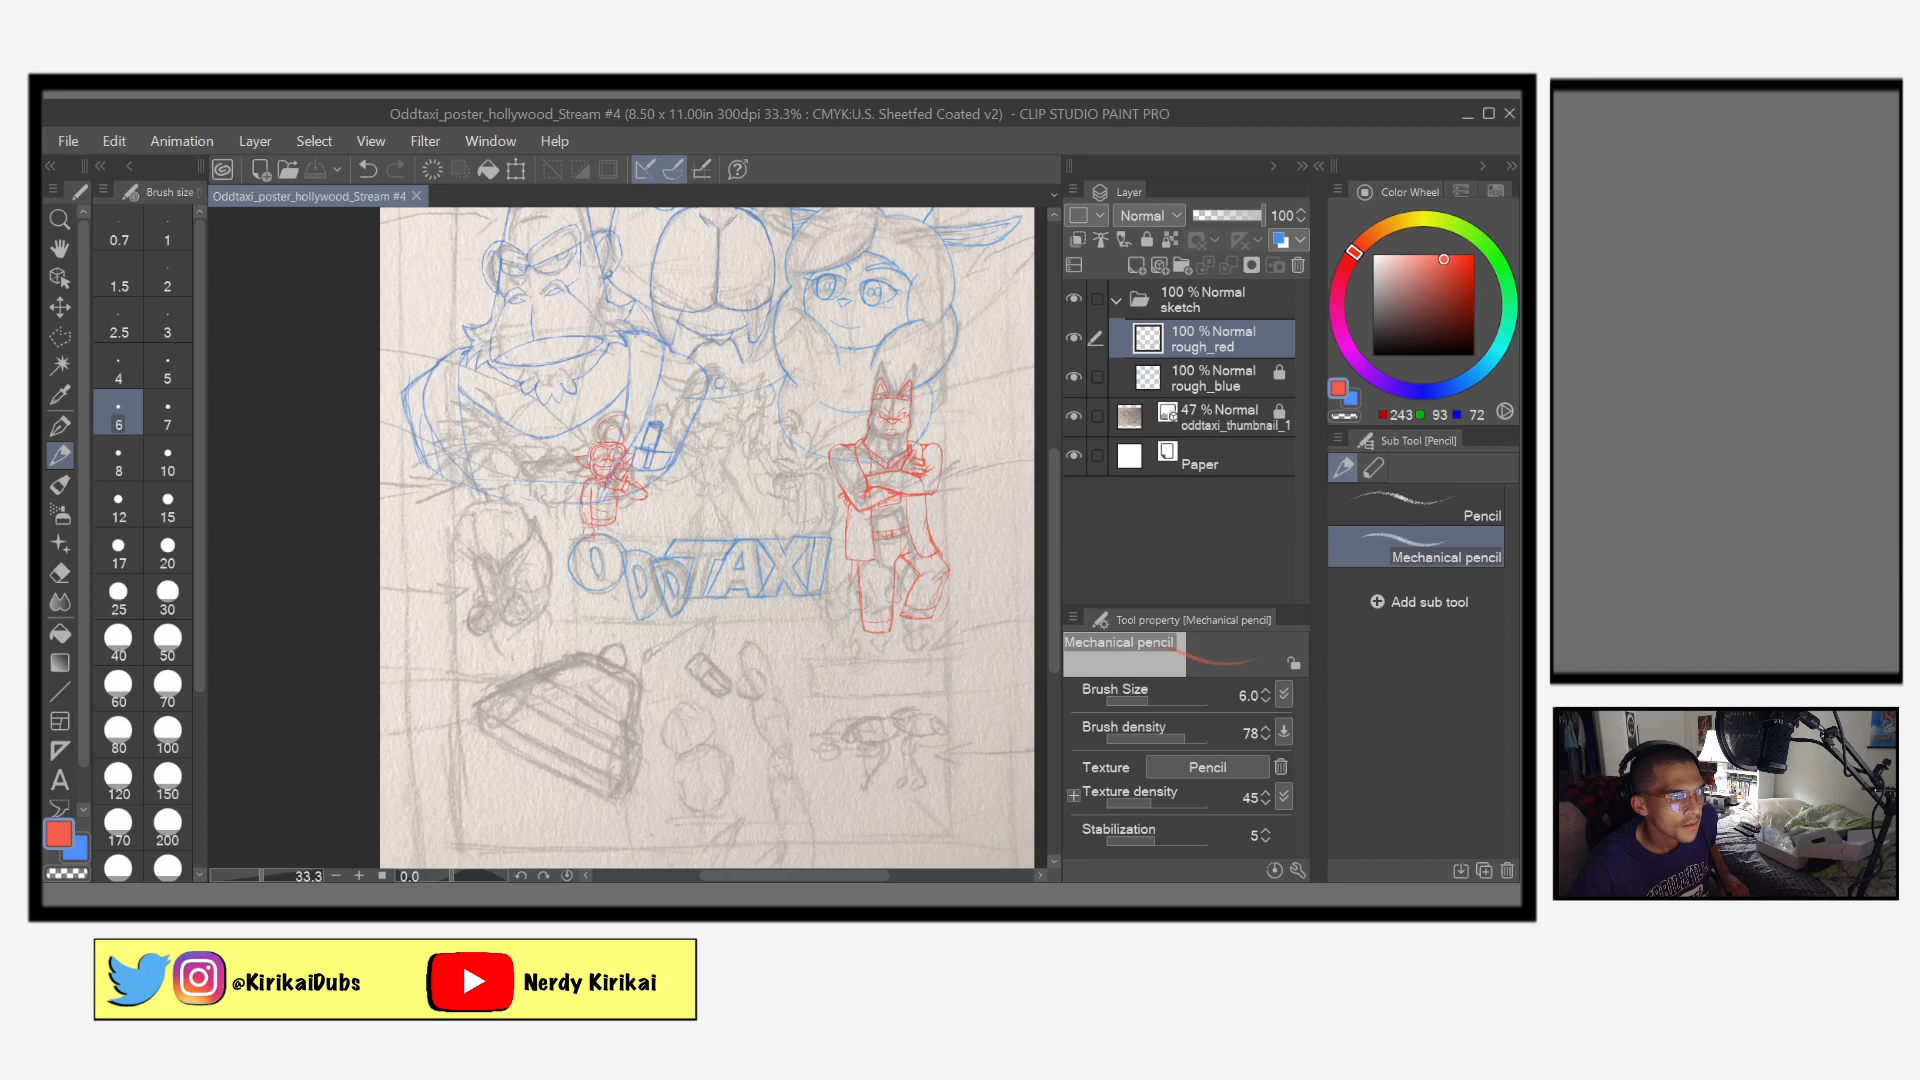 Oddtaxi_poster_hollywood_Stream #4 (8.50 x 11.00in 300dpi 33.3% : CMYK:U.S. Sheetfed Coated v2) - CLIP STUDIO PAINT PRO
File Edit Animation Layer Select View Filter Window Help
Brush size
Oddtaxi_poster_hollywood_Stream #4
Layer
Color Wheel
Normal 100
0.7 1
1.5 2
2.5 3
4 5
6 7
8 10
12 15
17 20
25 30
40 50
60 70
80 100
120 150
170 200
100 % Normal
sketch
100 % Normal
rough_red
100 % Normal
rough_blue
47 % Normal
oddtaxi_thumbnail_1
Paper
243 93 72
Sub Tool [Pencil]
Pencil
Mechanical pencil
Add sub tool
ODDTAXI
Tool property [Mechanical pencil]
Mechanical pencil
Brush Size 6.0
Brush density 78
Texture Pencil
Texture density 45
Stabilization 5
33.3 0.0
@KirikaiDubs
Nerdy Kirikai